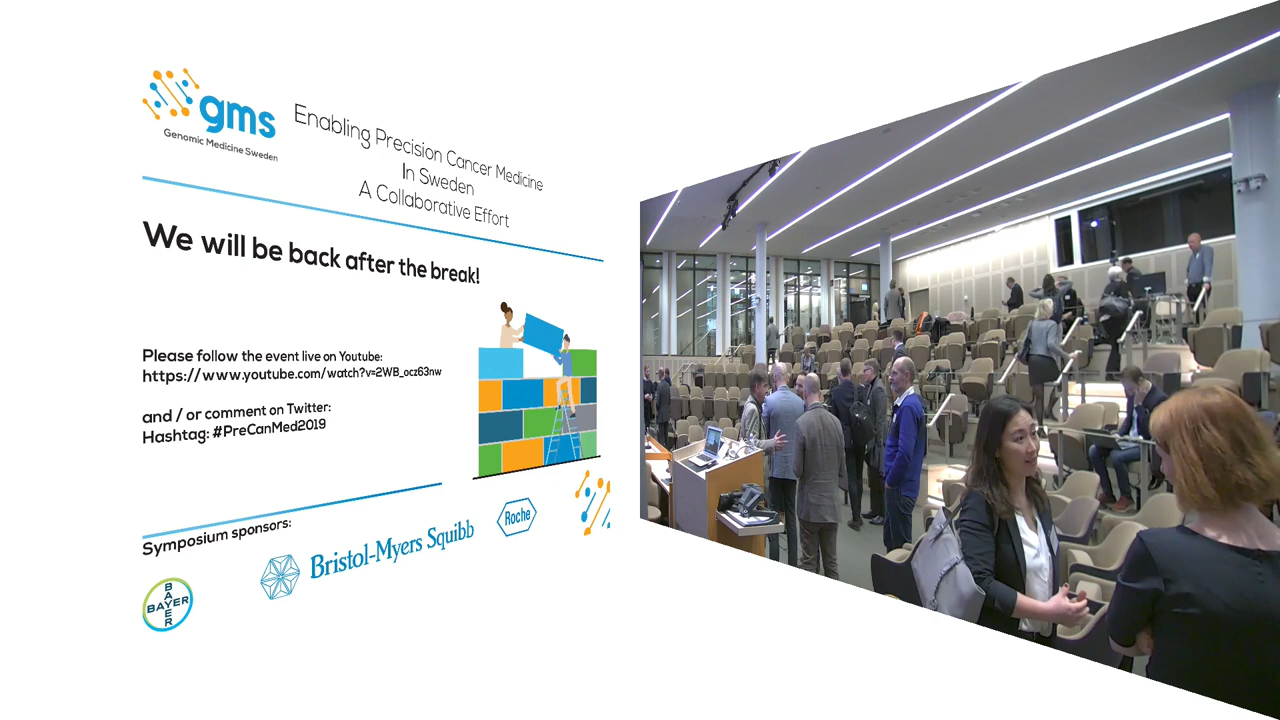 gms
Genomic Medicine Sweden
Enabling Precision Cancer Medicine
In Sweden
A Collaborative Effort
We will be back after the break!
Please follow the event live on Youtube:
https://www.youtube.com/watch?v=2WB_ocz63nw
and / or comment on Twitter:
Hashtag: #PreCanMed2019
Symposium sponsors:
BAYER
BAYER
Bristol-Myers Squibb
Roche